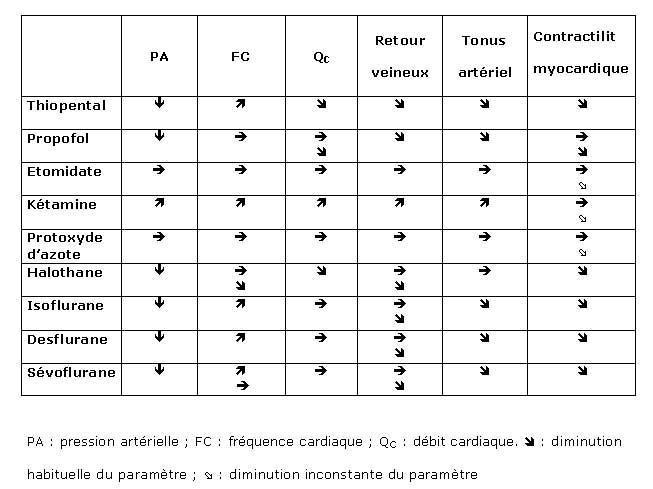 PA FC QC Retour veineux Tonus artériel Contractilit myocardique
Thiopental 🡳 🡵 🡶 🡶 🡶 🡶
Propofol 🡳 🡲 🡲 🡶 🡶 🡶 🡲 🡶
Etomidate 🡲 🡲 🡲 🡲 🡲 🡲 ⬂
Kétamine 🡵 🡵 🡵 🡵 🡵 🡲 ⬂
Protoxyde d'azote 🡲 🡲 🡲 🡲 🡲 🡲 ⬂
Halothane 🡳 🡲 🡶 🡶 🡲 🡶 🡲 🡶
Isoflurane 🡳 🡵 🡲 🡲 🡶 🡶 🡶
Desflurane 🡳 🡵 🡲 🡲 🡶 🡶 🡶
Sévoflurane 🡳 🡵 🡲 🡲 🡲 🡶 🡶 🡶
PA : pression artérielle ; FC : fréquence cardiaque ; QC : débit cardiaque. 🡶 : diminution
habituelle du paramètre ; ⬂ : diminution inconstante du paramètre